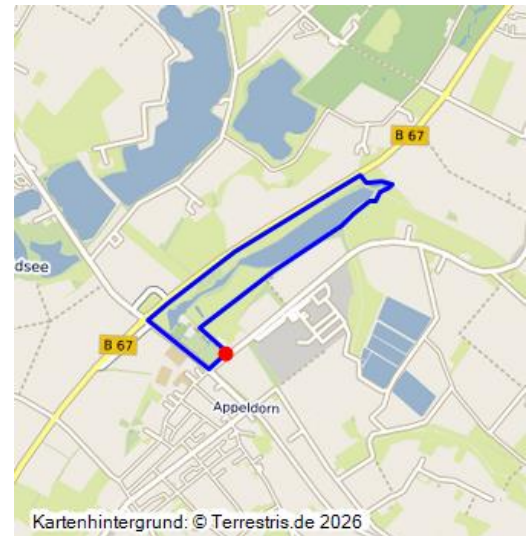 B 67
dsee
B 67
Appeldorn
Kartenhintergrund: © Terrestris.de 2026